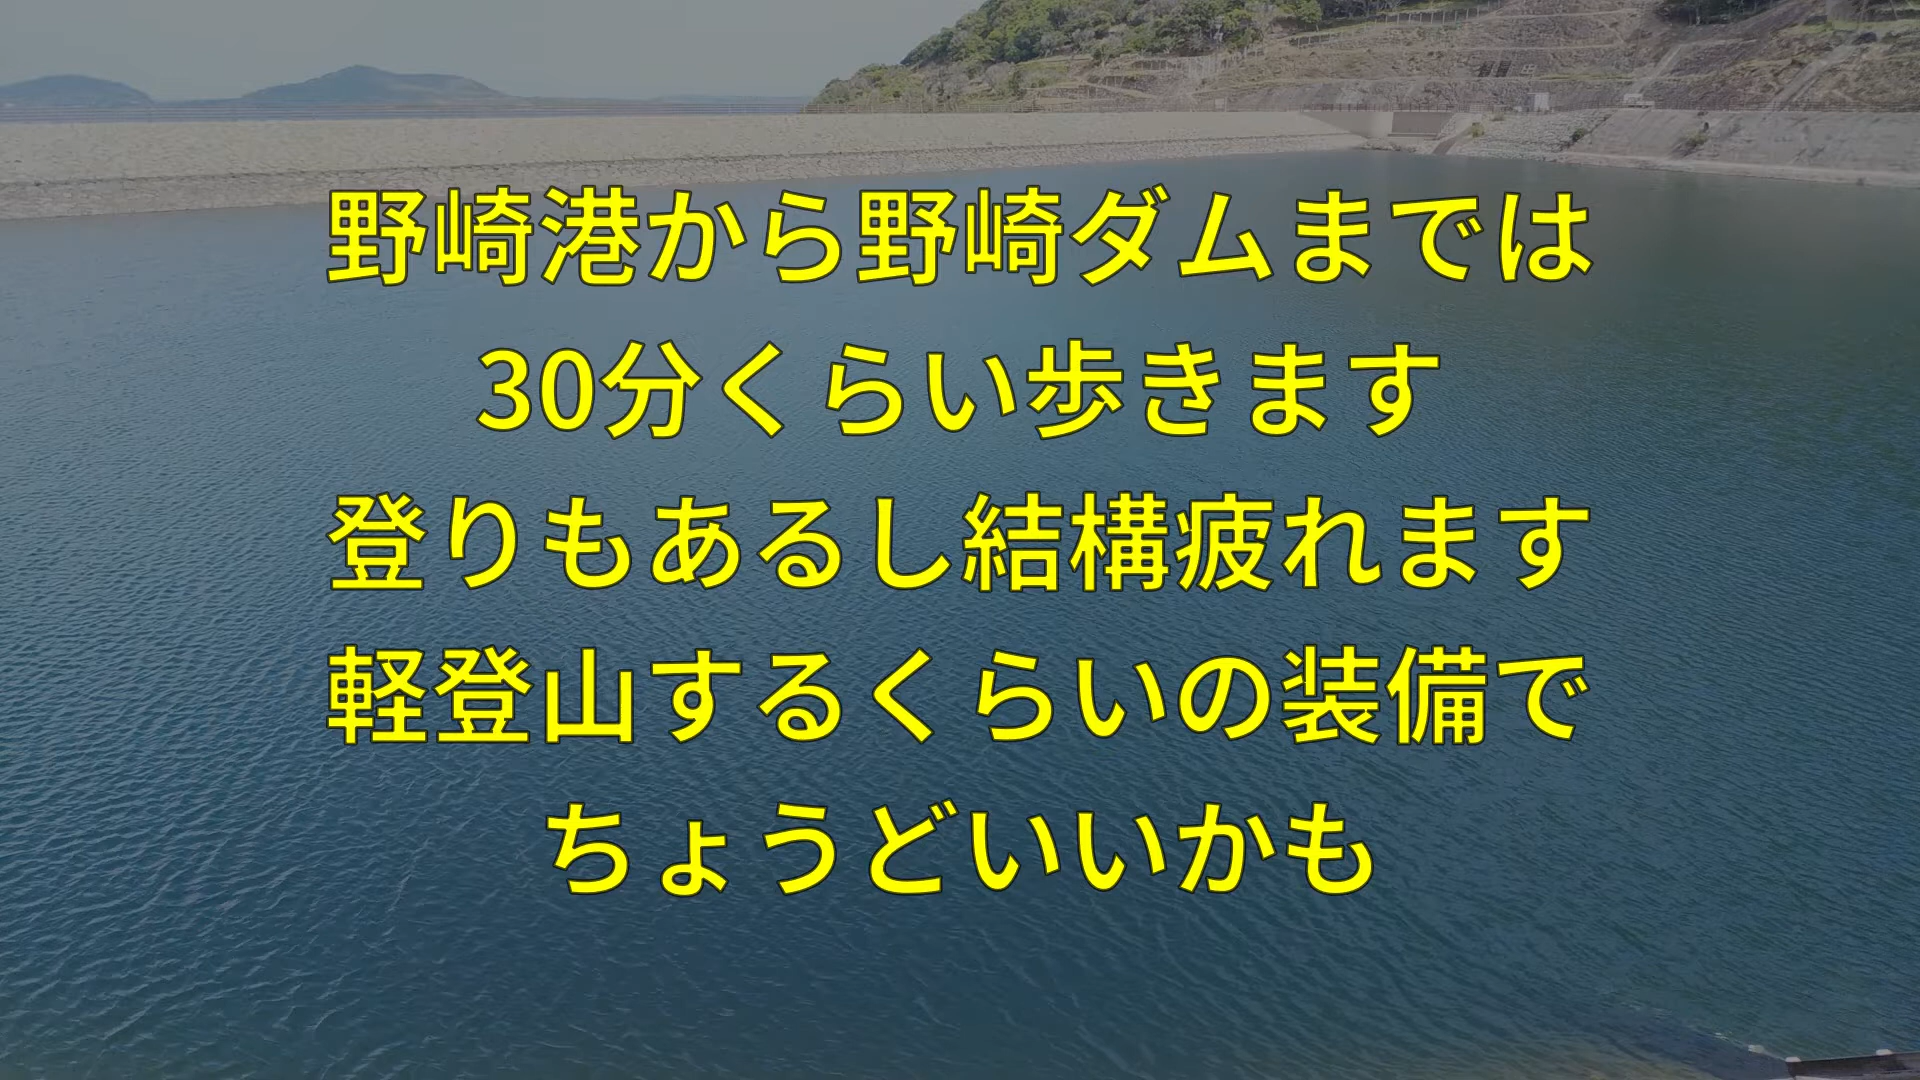 野崎港から野崎ダムまでは
30分くらい歩きます
登りもあるし結構疲れます
軽登山するくらいの装備で
ちょうどいいかも